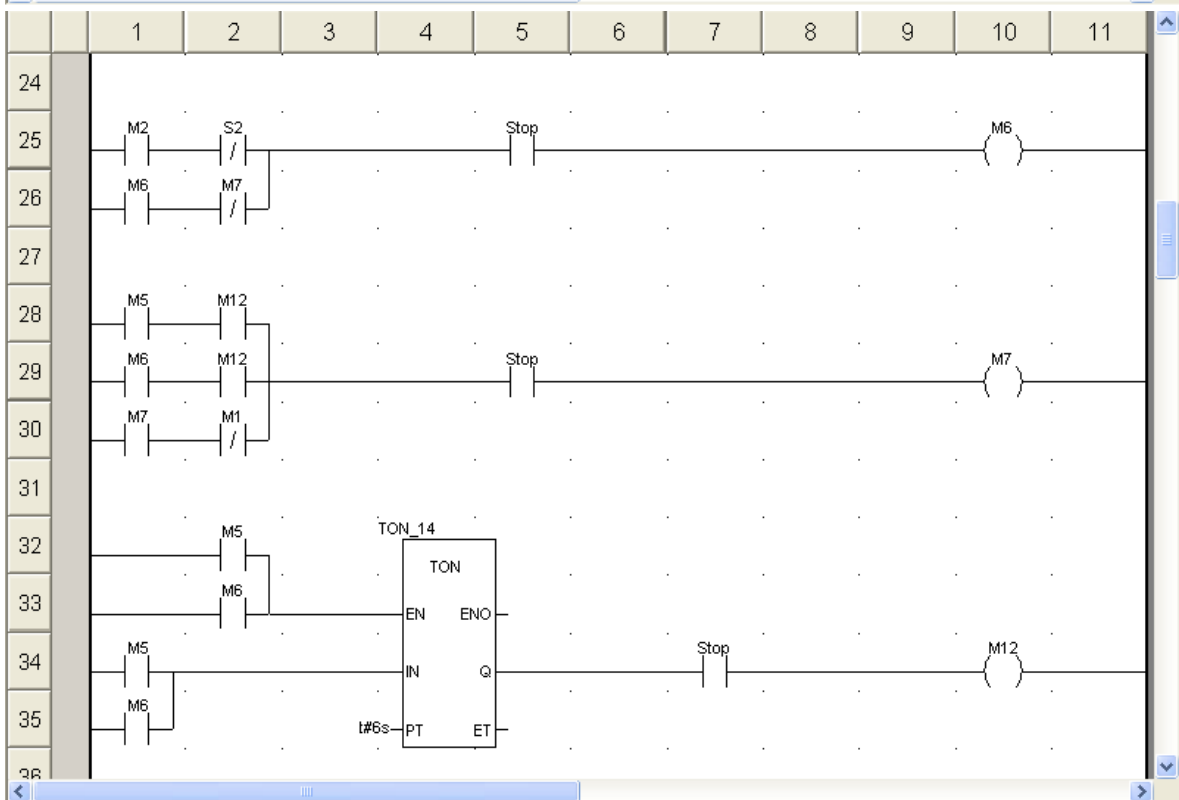 1 2 3 4 5 6 7 8 9 10 11
24
M2 S2 Stop M6
25
/
M6 M7
26
/
27
M5 M12
28
M6 M12 Stop M7
29
M7 M1
30
/
31
M5 TON_14
32
TON
M6
33
EN ENO
M5 Stop M12
34
IN Q
M6
35
t#6s PT ET
36